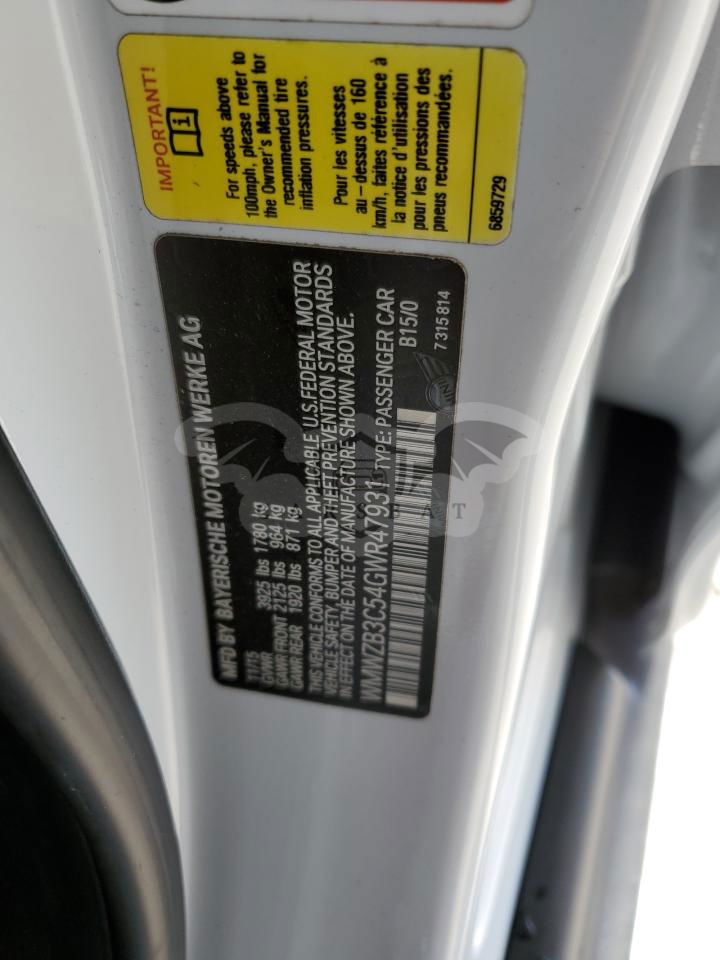 IMPORTANT!
For speeds above
100mph, please refer to
the Owner's Manual for
recommended tire
inflation pressures.
Pour les vitesses
au – dessus de 160
km/h, faites référence à
la notice d'utilisation
pour les pressions des
pneus recommandées.
6859729
MFD BY BAYERISCHE MOTOREN WERKE AG
11/15
GVWR 3925 lbs 1780 kg
GAWR FRONT 2125 lbs 964 kg
GAWR REAR 1920 lbs 871 kg
THIS VEHICLE CONFORMS TO ALL APPLICABLE U.S.FEDERAL MOTOR
VEHICLE SAFETY, BUMPER AND THEFT PREVENTION STANDARDS
IN EFFECT ON THE DATE OF MANUFACTURE SHOWN ABOVE.
WMWZB3C54GWR47931 TYPE: PASSENGER CAR
B15/0
MINI
7 315 814